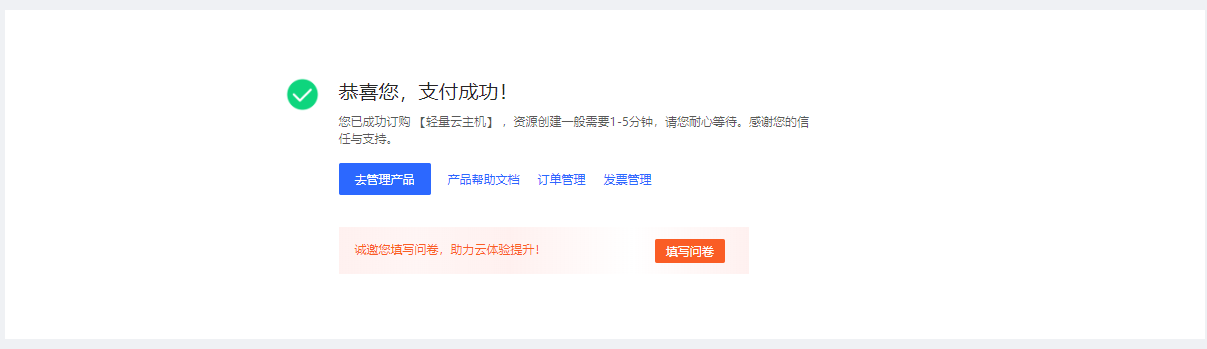 恭喜您，支付成功！
您已成功订购 【轻量云主机】 ，资源创建一般需要1-5分钟，请您耐心等待。感谢您的信
任与支持。
去管理产品 产品帮助文档 订单管理 发票管理
诚邀您填写问卷，助力云体验提升！ 填写问卷